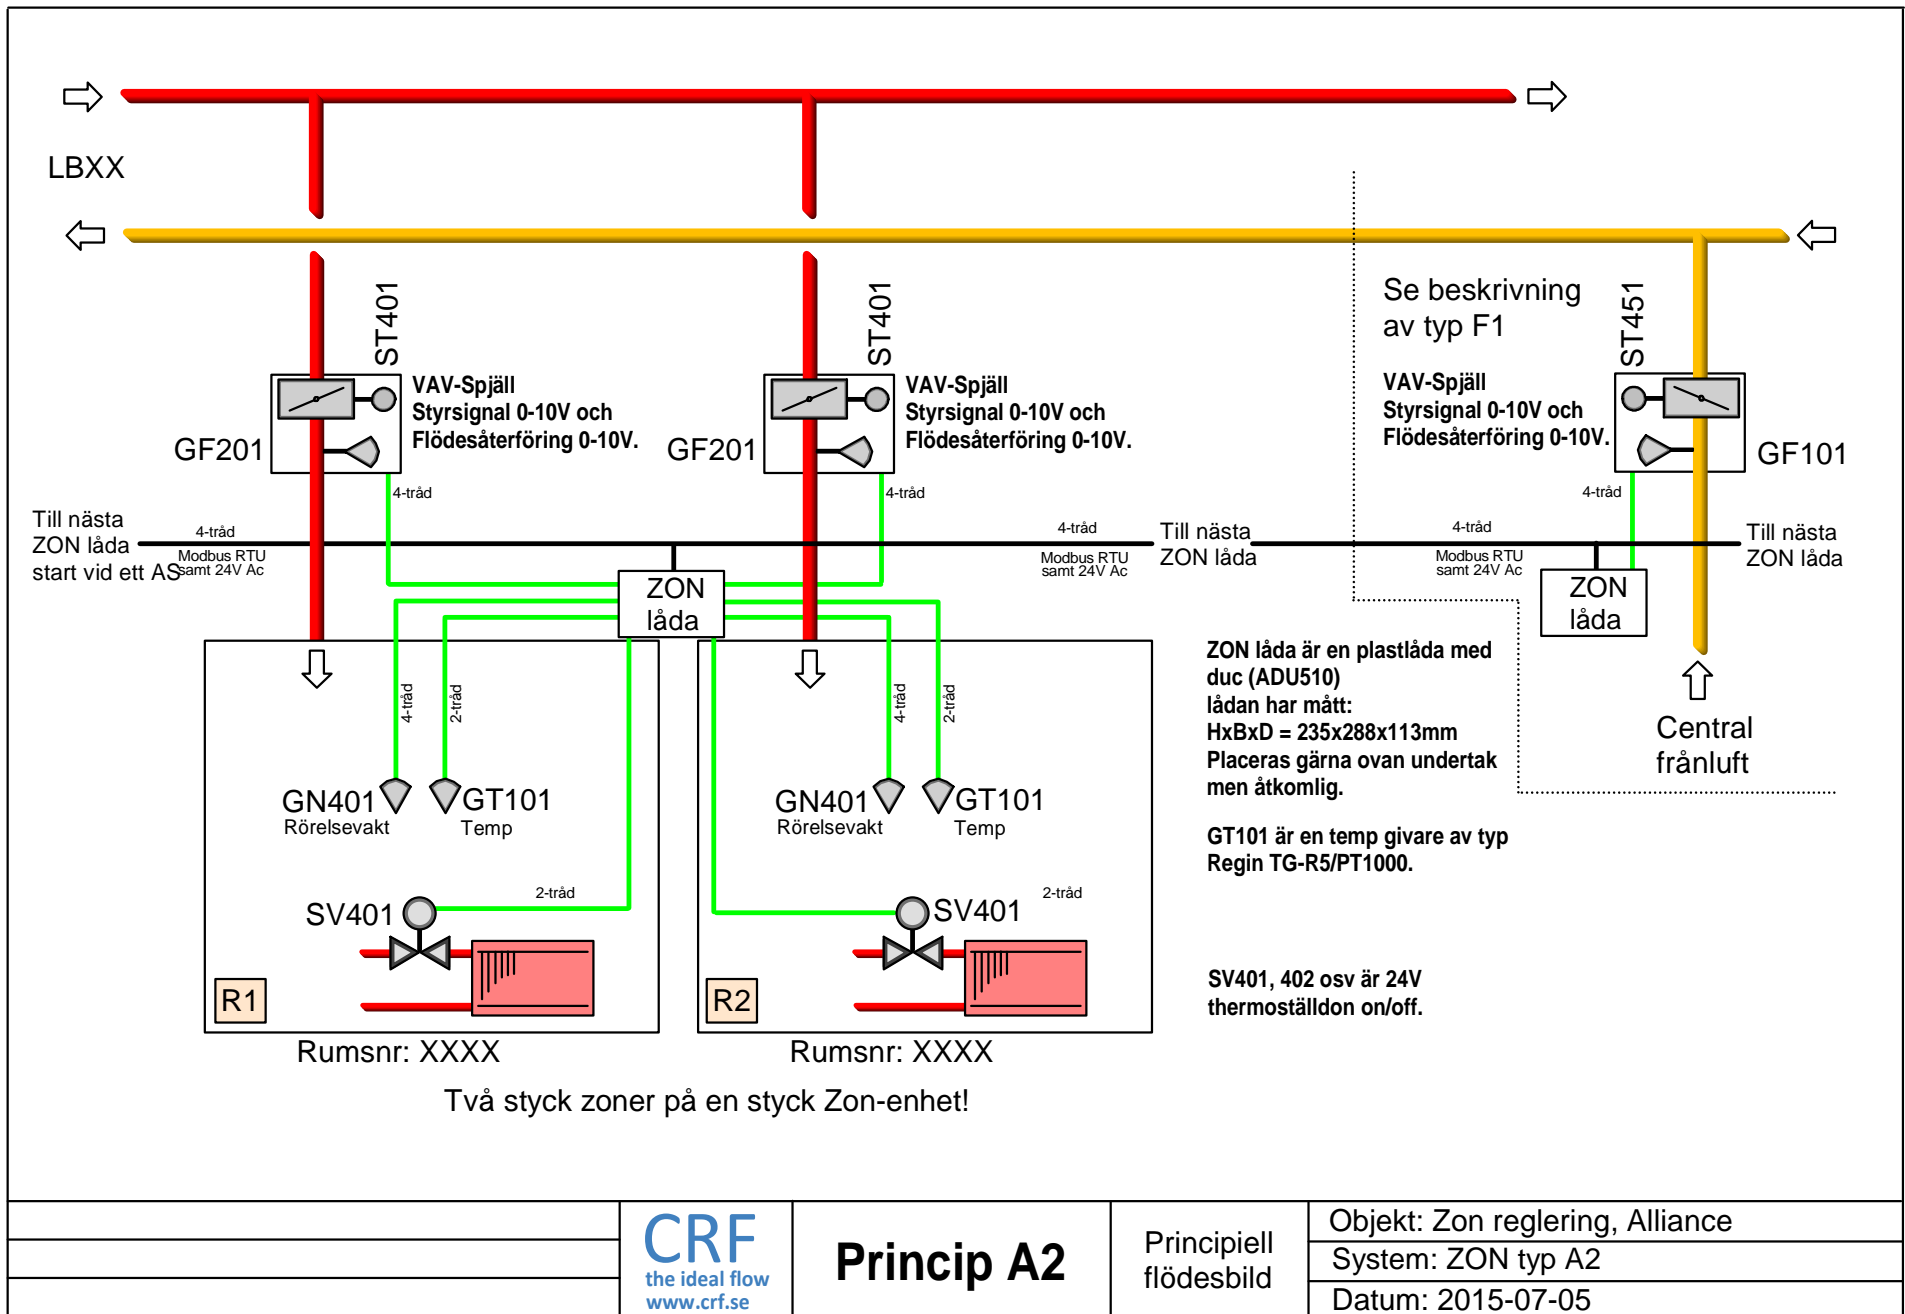 LBXX
ST401
VAV-Spjäll
Styrsignal 0-10V och
Flödesåterföring 0-10V.
GF201
4-tråd
ST401
VAV-Spjäll
Styrsignal 0-10V och
Flödesåterföring 0-10V.
GF201
4-tråd
Se beskrivning
av typ F1
ST451
VAV-Spjäll
Styrsignal 0-10V och
Flödesåterföring 0-10V.
GF101
4-tråd
Till nästa
ZON låda
start vid ett AS
4-tråd
Modbus RTU
samt 24V Ac
4-tråd
Modbus RTU
samt 24V Ac
Till nästa
ZON låda
4-tråd
Modbus RTU
samt 24V Ac
Till nästa
ZON låda
ZON
låda
ZON
låda
4-tråd
2-tråd
GN401
Rörelsevakt
GT101
Temp
SV401
2-tråd
R1
Rumsnr: XXXX
4-tråd
2-tråd
GN401
Rörelsevakt
GT101
Temp
SV401
2-tråd
R2
Rumsnr: XXXX
ZON låda är en plastlåda med
duc (ADU510)
lådan har mått:
HxBxD = 235x288x113mm
Placeras gärna ovan undertak
men åtkomlig.
GT101 är en temp givare av typ
Regin TG-R5/PT1000.
SV401, 402 osv är 24V
thermoställdon on/off.
Central
frånluft
Två styck zoner på en styck Zon-enhet!
CRF
the ideal flow
www.crf.se
Princip A2
Principiell
flödesbild
Objekt: Zon reglering, Alliance
System: ZON typ A2
Datum: 2015-07-05